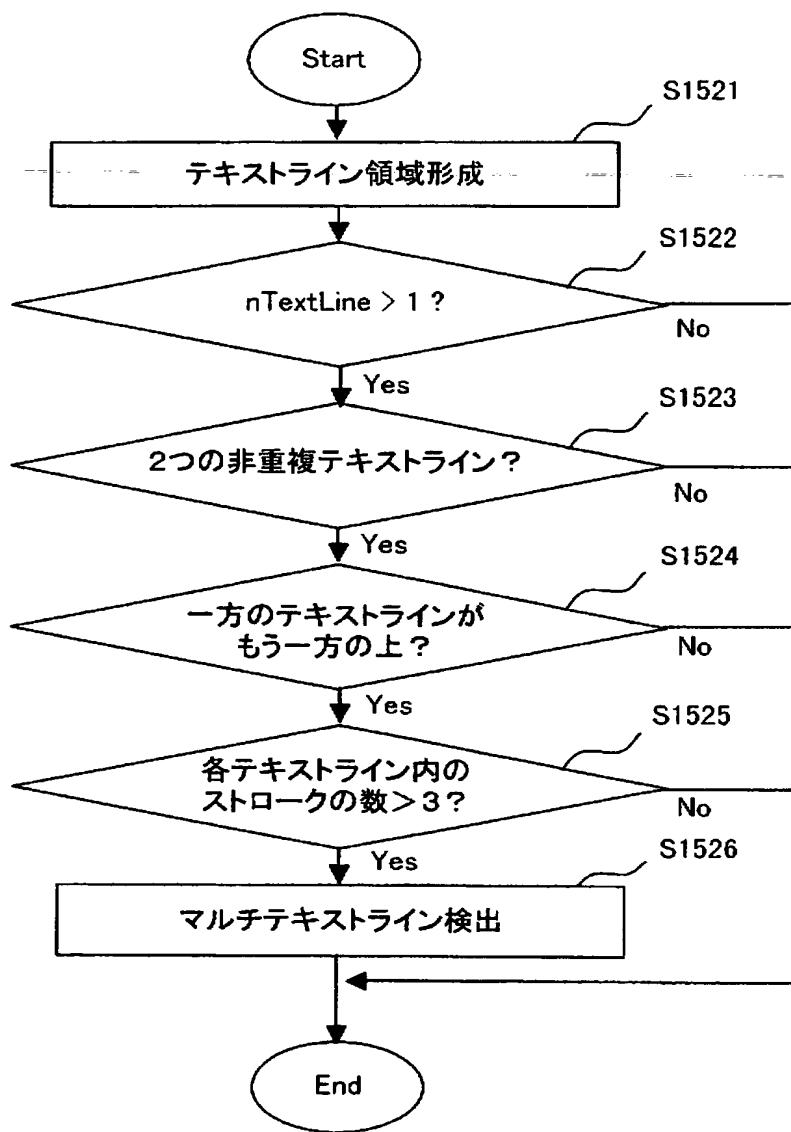 Start
S1521
テキストライン領域形成
S1522
nTextLine > 1 ?
No
Yes
S1523
2つの非重複テキストライン?
No
Yes
S1524
一方のテキストラインが
もう一方の上?
No
Yes
S1525
各テキストライン内の
ストロークの数>3?
No
Yes
S1526
マルチテキストライン検出
End